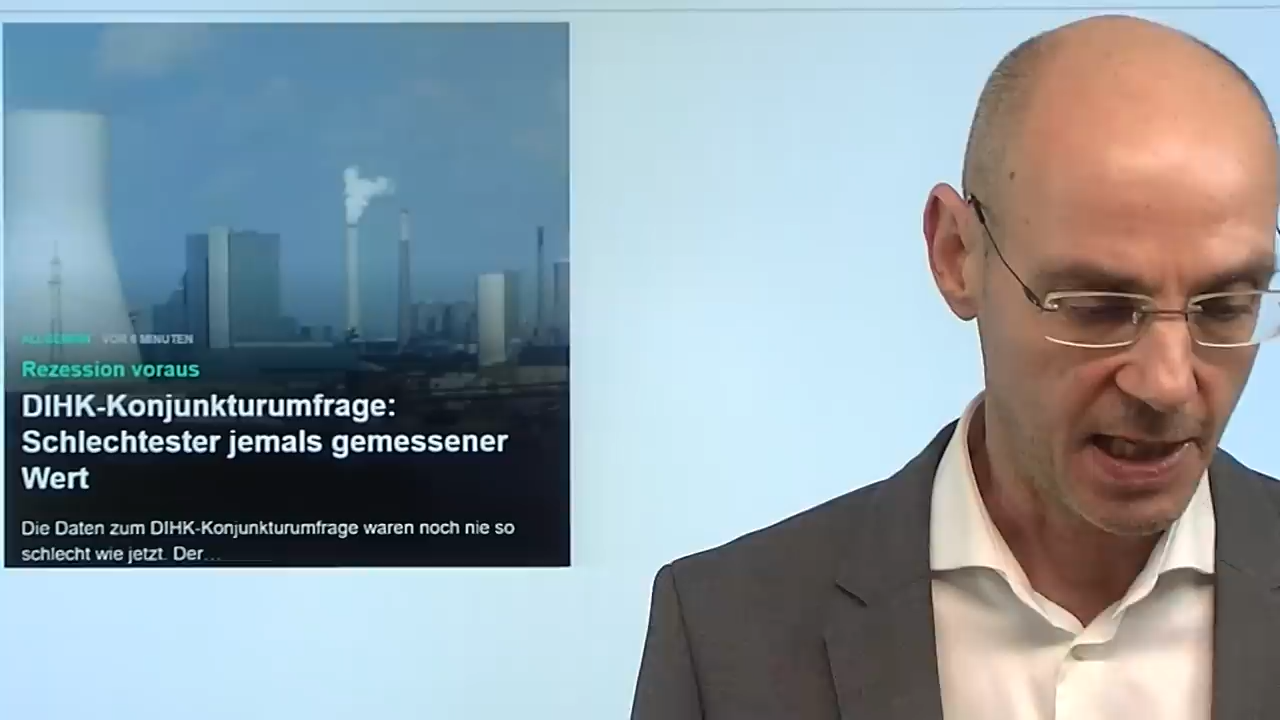 ALLGEMEIN VOR 6 MINUTEN
Rezession voraus
DIHK-Konjunkturumfrage:
Schlechtester jemals gemessener
Wert
Die Daten zum DIHK-Konjunkturumfrage waren noch nie so
schlecht wie jetzt. Der...